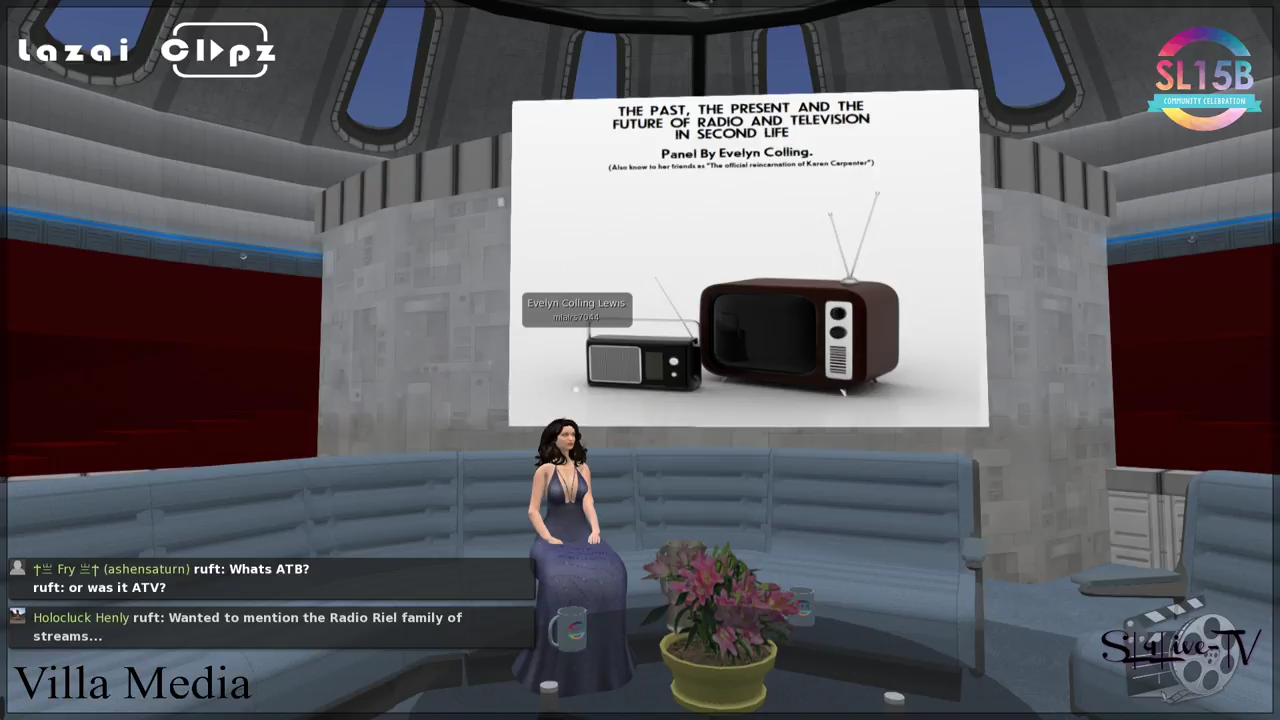 Lazai Cl▷pz
SL15B
COMMUNITY CELEBRATION
THE PAST, THE PRESENT AND THE
FUTURE OF RADIO AND TELEVISION
IN SECOND LIFE
Panel By Evelyn Colling.
(Also know to her friends as "The official reincarnation of Karen Carpenter")
Evelyn Colling Lewis
Fry (ashensaturn) ruft: Whats ATB?
ruft: or was it ATV?
Holocluck Henly ruft: Wanted to mention the Radio Riel family of
streams...
Villa Media
SL4Live-TV